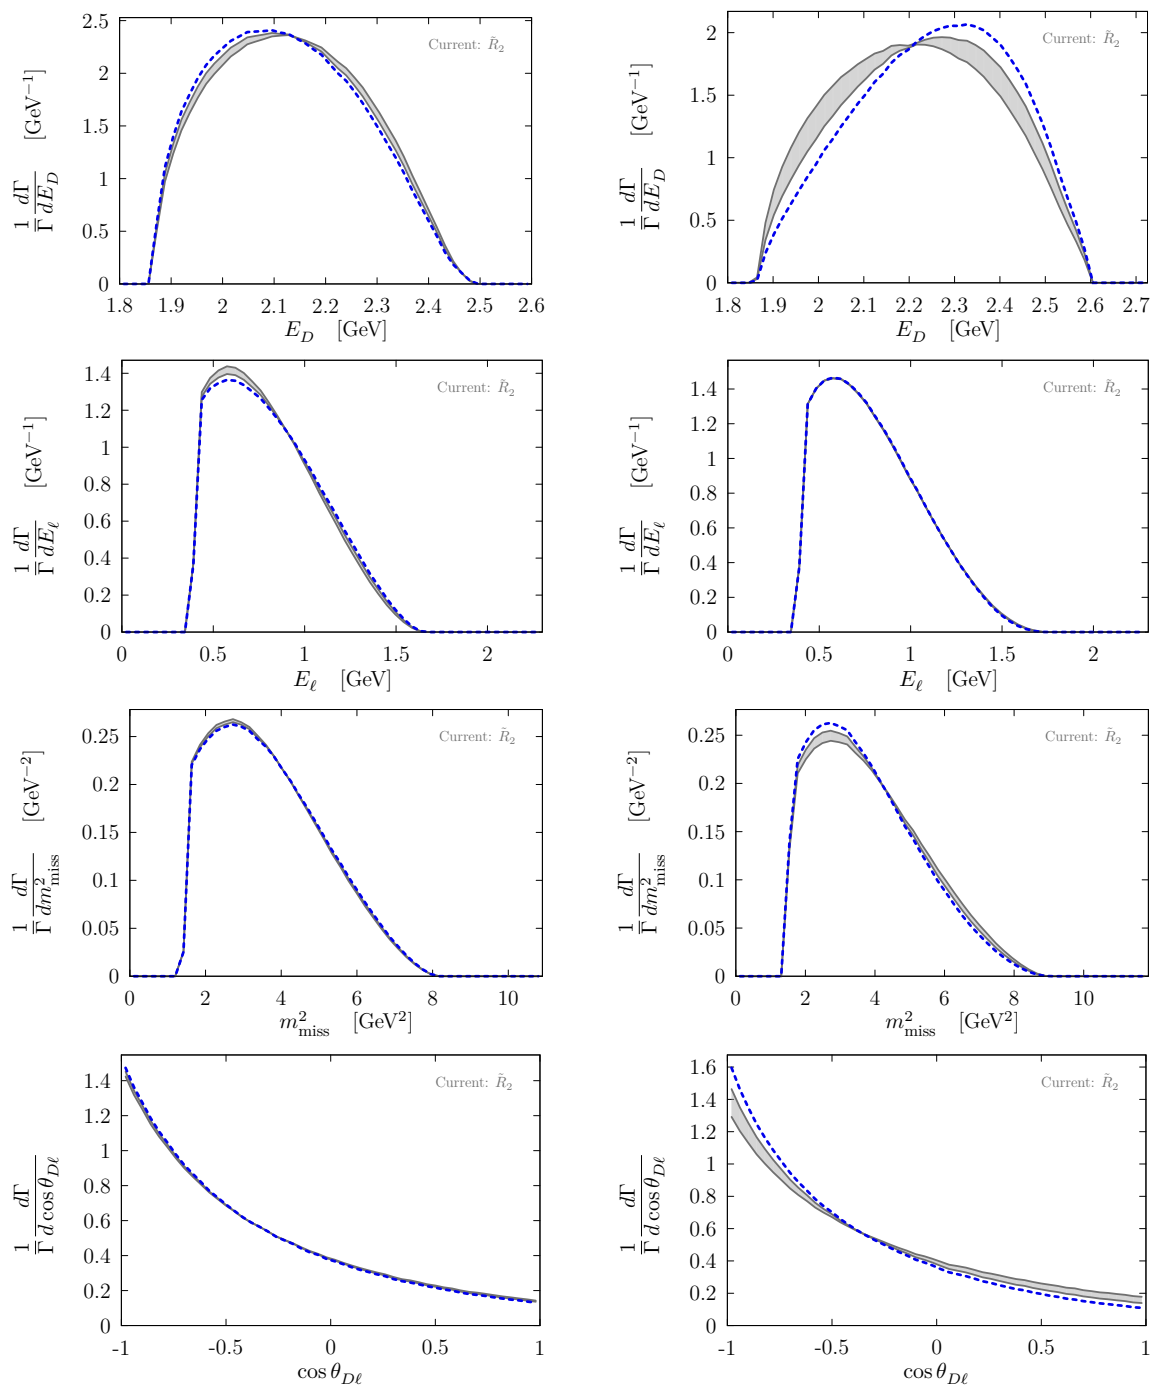 2.5
2
1.5
1
0.5
0
1.8 1.9 2 2.1 2.2 2.3 2.4 2.5 2.6
E_D [GeV]
1/Γ dΓ/dE_D [GeV⁻¹]
Current: R̃₂
2
1.5
1
0.5
0
1.8 1.9 2 2.1 2.2 2.3 2.4 2.5 2.6 2.7
E_D [GeV]
1/Γ dΓ/dE_D [GeV⁻¹]
Current: R̃₂
1.4
1.2
1
0.8
0.6
0.4
0.2
0
0 0.5 1 1.5 2
E_ℓ [GeV]
1/Γ dΓ/dE_ℓ [GeV⁻¹]
Current: R̃₂
1.4
1.2
1
0.8
0.6
0.4
0.2
0
0 0.5 1 1.5 2
E_ℓ [GeV]
1/Γ dΓ/dE_ℓ [GeV⁻¹]
Current: R̃₂
0.25
0.2
0.15
0.1
0.05
0
0 2 4 6 8 10
m²_miss [GeV²]
1/Γ dΓ/dm²_miss [GeV⁻²]
Current: R̃₂
0.25
0.2
0.15
0.1
0.05
0
0 2 4 6 8 10
m²_miss [GeV²]
1/Γ dΓ/dm²_miss [GeV⁻²]
Current: R̃₂
1.4
1.2
1
0.8
0.6
0.4
0.2
0
-1 -0.5 0 0.5 1
cos θ_Dℓ
1/Γ dΓ/d cos θ_Dℓ
Current: R̃₂
1.6
1.4
1.2
1
0.8
0.6
0.4
0.2
0
-1 -0.5 0 0.5 1
cos θ_Dℓ
1/Γ dΓ/d cos θ_Dℓ
Current: R̃₂